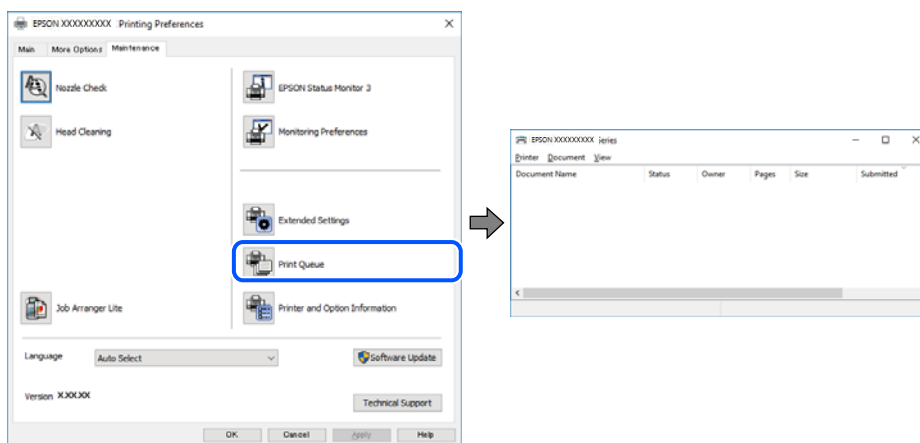 EPSON XXXXXXXXX Printing Preferences
Main More Options Maintenance
Nozzle Check
EPSON Status Monitor 3
Head Cleaning
Monitoring Preferences
Extended Settings
Print Queue
Job Arranger Lite
Printer and Option Information
Language Auto Select
Software Update
Version X.XX.XX
Technical Support
OK Cancel Apply Help
EPSON XXXXXXXXX ieries
Printer Document View
Document Name Status Owner Pages Size Submitted